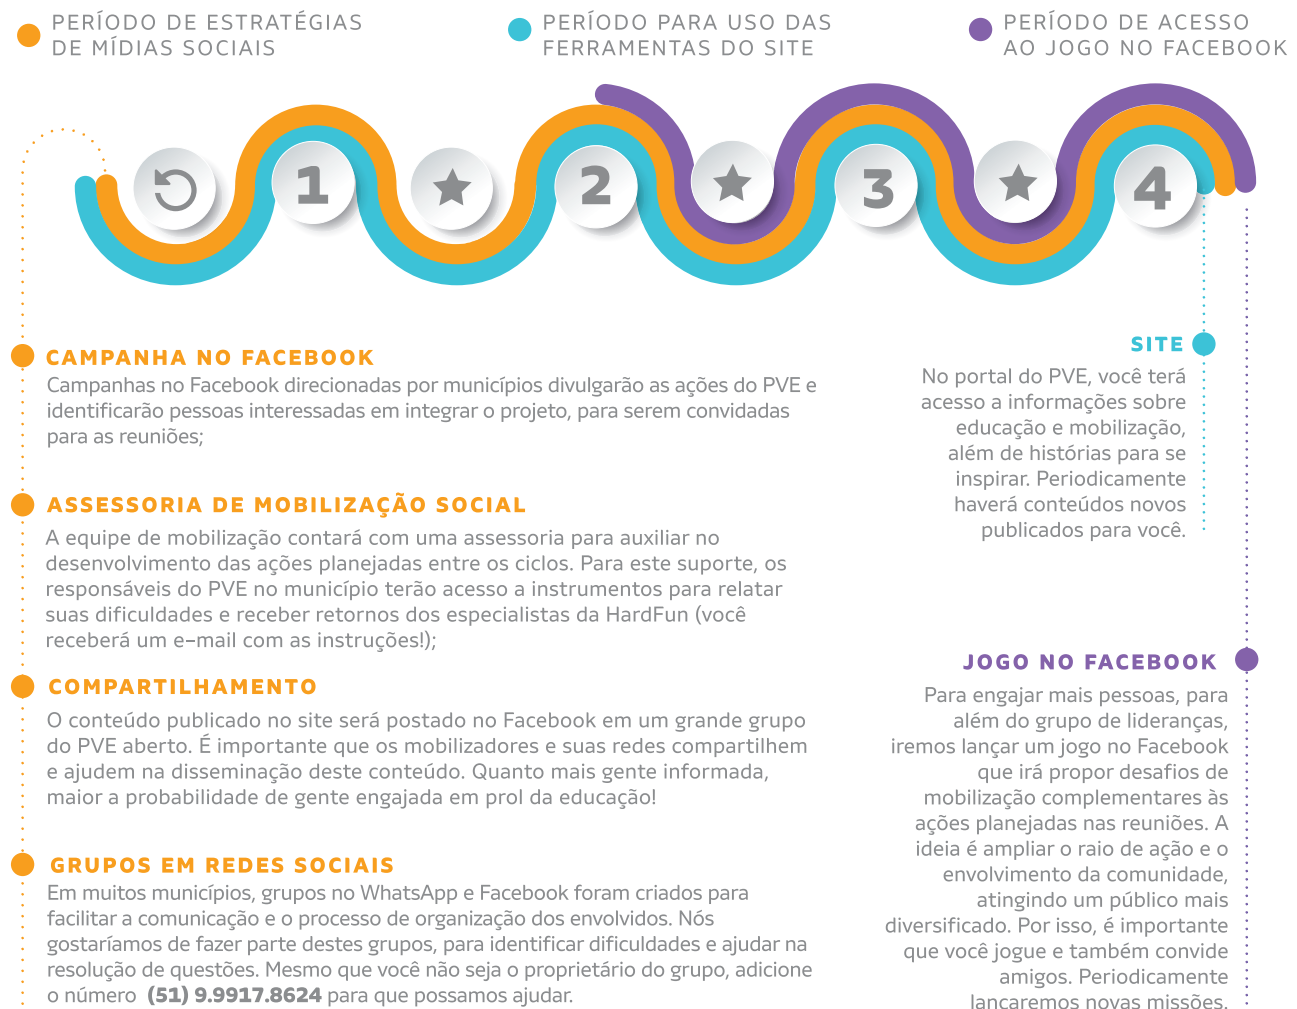 PERÍODO DE ESTRATÉGIAS
DE MÍDIAS SOCIAIS
PERÍODO PARA USO DAS
FERRAMENTAS DO SITE
PERÍODO DE ACESSO
AO JOGO NO FACEBOOK
1
2
3
4
CAMPANHA NO FACEBOOK
Campanhas no Facebook direcionadas por municípios divulgarão as ações do PVE e
identificarão pessoas interessadas em integrar o projeto, para serem convidadas
para as reuniões;
ASSESSORIA DE MOBILIZAÇÃO SOCIAL
A equipe de mobilização contará com uma assessoria para auxiliar no
desenvolvimento das ações planejadas entre os ciclos. Para este suporte, os
responsáveis do PVE no município terão acesso a instrumentos para relatar
suas dificuldades e receber retornos dos especialistas da HardFun (você
receberá um e-mail com as instruções!);
COMPARTILHAMENTO
O conteúdo publicado no site será postado no Facebook em um grande grupo
do PVE aberto. É importante que os mobilizadores e suas redes compartilhem
e ajudem na disseminação deste conteúdo. Quanto mais gente informada,
maior a probabilidade de gente engajada em prol da educação!
GRUPOS EM REDES SOCIAIS
Em muitos municípios, grupos no WhatsApp e Facebook foram criados para
facilitar a comunicação e o processo de organização dos envolvidos. Nós
gostaríamos de fazer parte destes grupos, para identificar dificuldades e ajudar na
resolução de questões. Mesmo que você não seja o proprietário do grupo, adicione
o número (51) 9.9917.8624 para que possamos ajudar.
SITE
No portal do PVE, você terá
acesso a informações sobre
educação e mobilização,
além de histórias para se
inspirar. Periodicamente
haverá conteúdos novos
publicados para você.
JOGO NO FACEBOOK
Para engajar mais pessoas, para
além do grupo de lideranças,
iremos lançar um jogo no Facebook
que irá propor desafios de
mobilização complementares às
ações planejadas nas reuniões. A
ideia é ampliar o raio de ação e o
envolvimento da comunidade,
atingindo um público mais
diversificado. Por isso, é importante
que você jogue e também convide
amigos. Periodicamente
lançaremos novas missões.